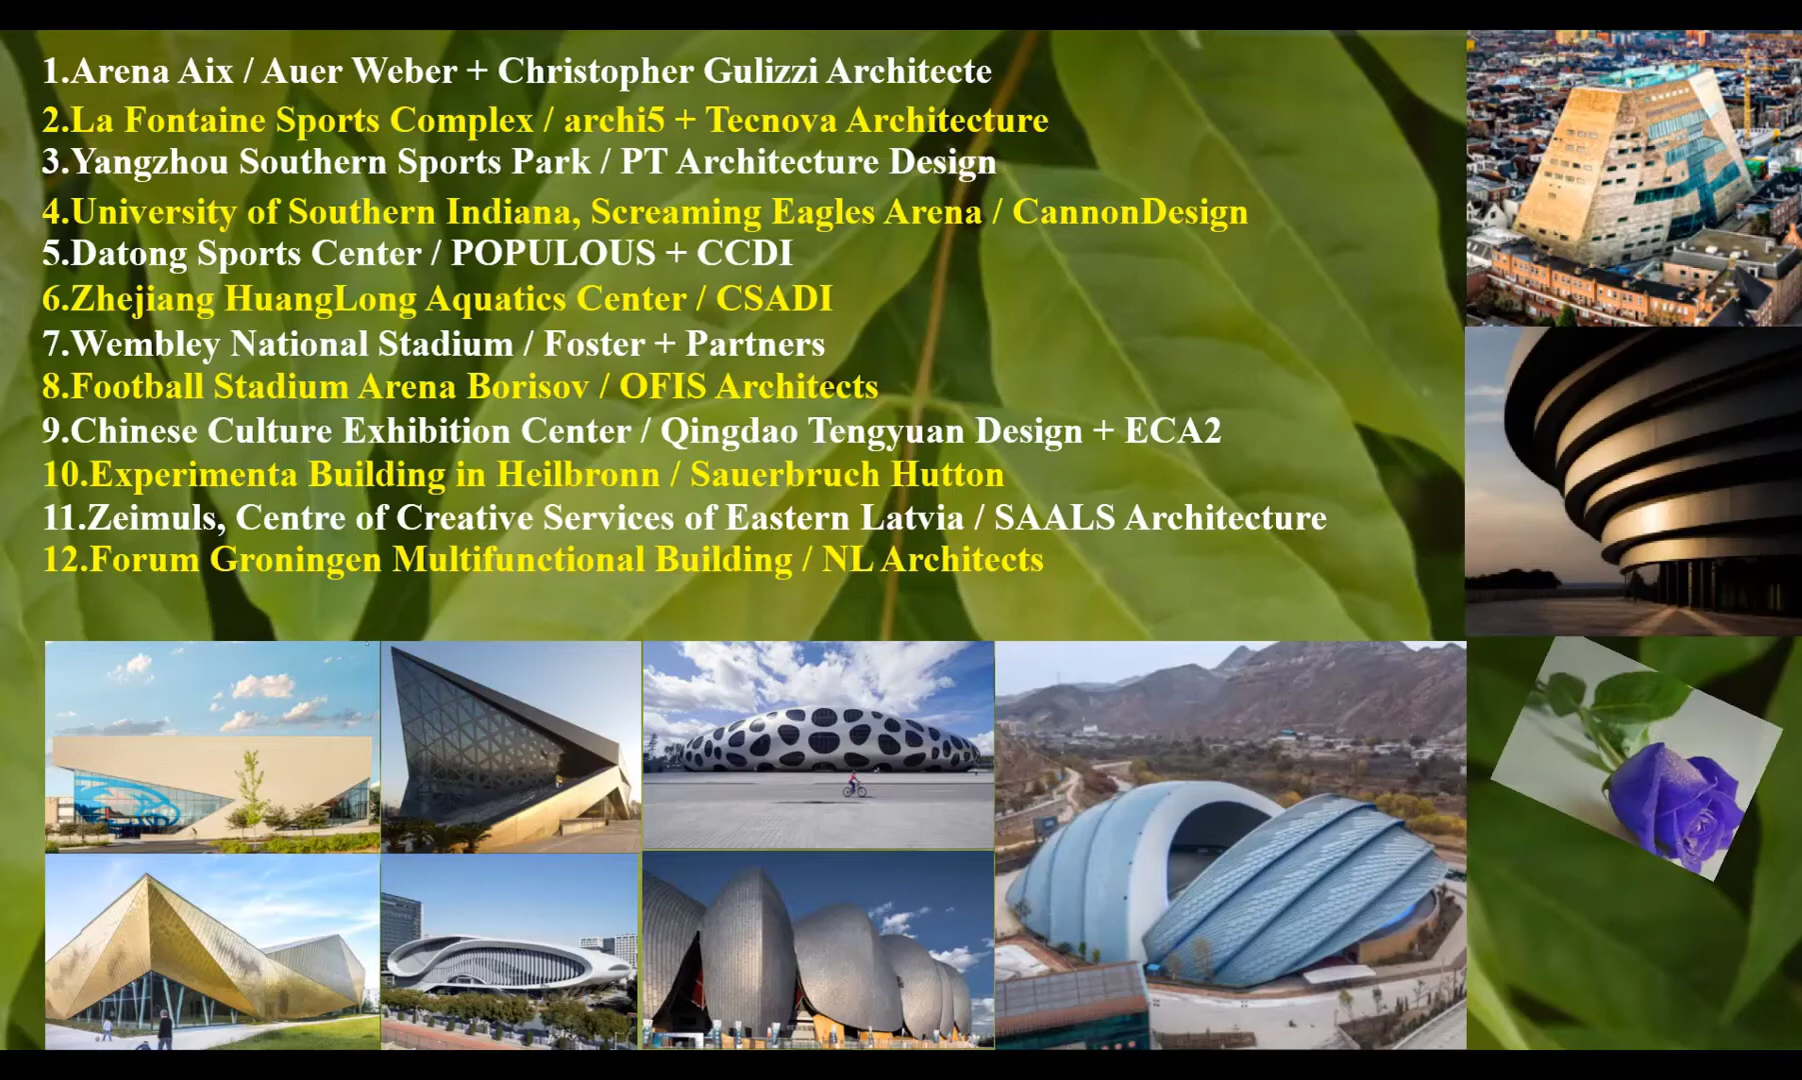 1.Arena Aix / Auer Weber + Christopher Gulizzi Architecte
2.La Fontaine Sports Complex / archi5 + Tecnova Architecture
3.Yangzhou Southern Sports Park / PT Architecture Design
4.University of Southern Indiana, Screaming Eagles Arena / CannonDesign
5.Datong Sports Center / POPULOUS + CCDI
6.Zhejiang HuangLong Aquatics Center / CSADI
7.Wembley National Stadium / Foster + Partners
8.Football Stadium Arena Borisov / OFIS Architects
9.Chinese Culture Exhibition Center / Qingdao Tengyuan Design + ECA2
10.Experimenta Building in Heilbronn / Sauerbruch Hutton
11.Zeimuls, Centre of Creative Services of Eastern Latvia / SAALS Architecture
12.Forum Groningen Multifunctional Building / NL Architects